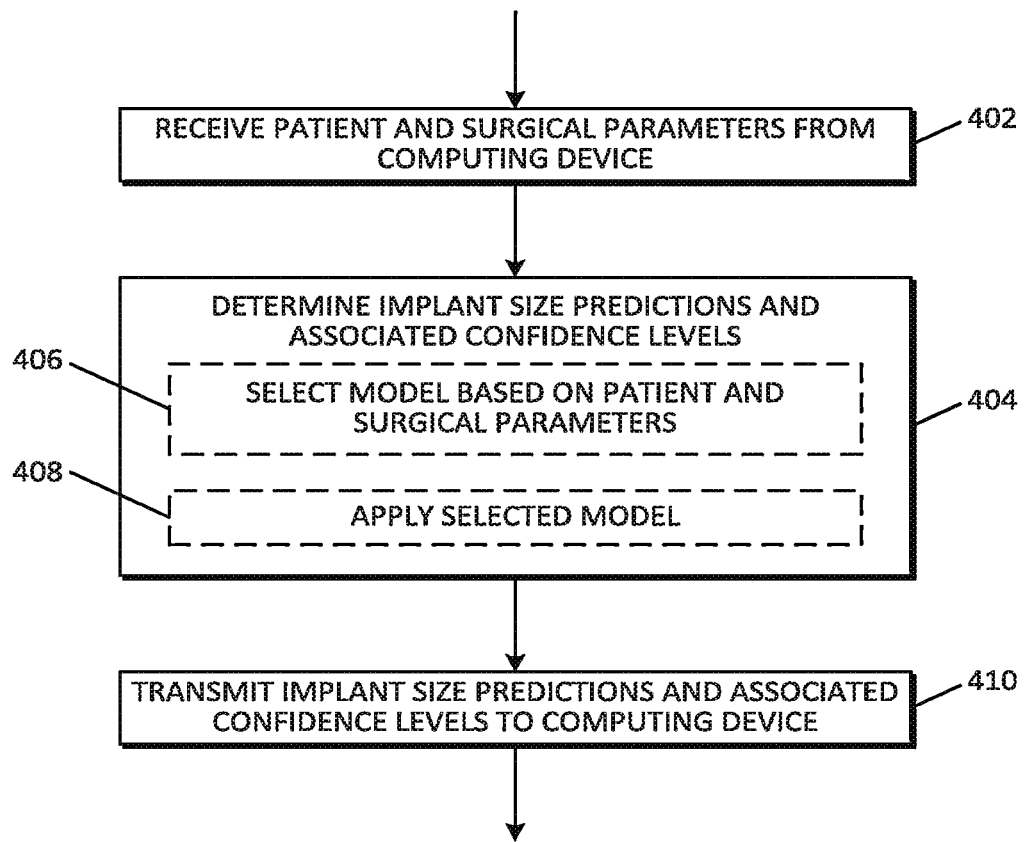 RECEIVE PATIENT AND SURGICAL PARAMETERS FROM
COMPUTING DEVICE
402
DETERMINE IMPLANT SIZE PREDICTIONS AND
ASSOCIATED CONFIDENCE LEVELS
406
SELECT MODEL BASED ON PATIENT AND
SURGICAL PARAMETERS
404
408
APPLY SELECTED MODEL
TRANSMIT IMPLANT SIZE PREDICTIONS AND ASSOCIATED
CONFIDENCE LEVELS TO COMPUTING DEVICE
410